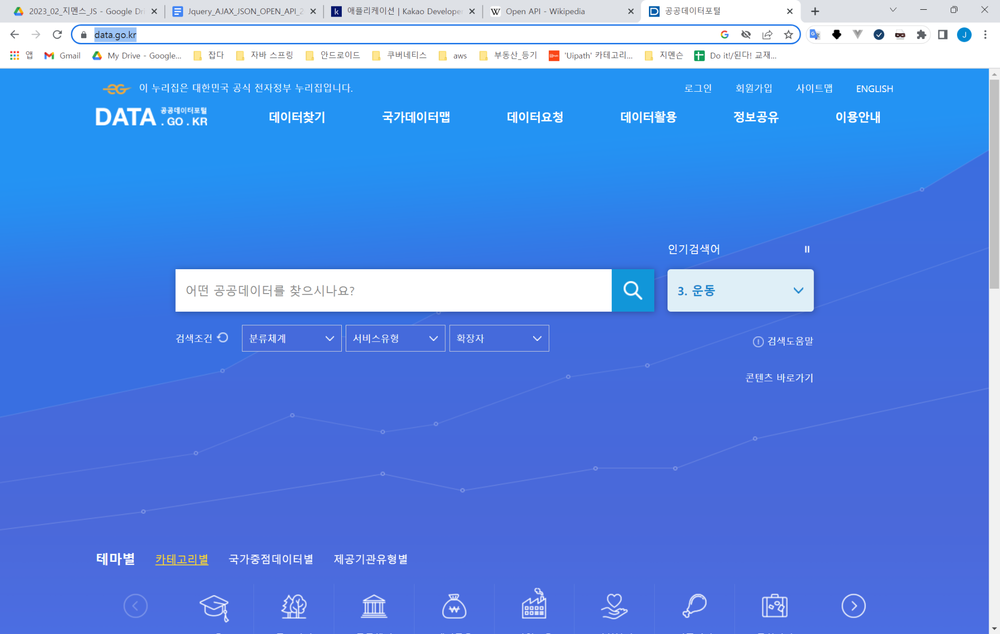 2023_02_지멘스_JS - Google Dri
Jquery_AJAX_JSON_OPEN_API_2
애플리케이션 | Kakao Developer
Open API - Wikipedia
공공데이터포털
data.go.kr
앱
Gmail
My Drive - Google...
잡다
자바 스프링
안드로이드
쿠버네티스
aws
부동산_등기
'Uipath' 카테고리...
지멘슨
Do it!/된다! 교재...
이 누리집은 대한민국 공식 전자정부 누리집입니다.
로그인 회원가입 사이트맵 ENGLISH
DATA 공공데이터포털
.GO.KR
데이터찾기 국가데이터맵 데이터요청 데이터활용 정보공유 이용안내
인기검색어
어떤 공공데이터를 찾으시나요?
3. 운동
검색조건 분류체계 서비스유형 확장자
검색도움말
콘텐츠 바로가기
테마별 카테고리별 국가중점데이터별 제공기관유형별